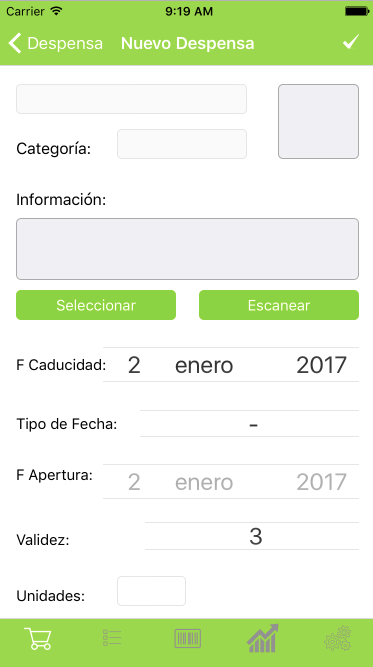 Carrier 9:19 AM
Despensa Nuevo Despensa
Categoría:
Información:
Seleccionar Escanear
F Caducidad: 2 enero 2017
Tipo de Fecha: -
F Apertura: 2 enero 2017
Validez: 3
Unidades: